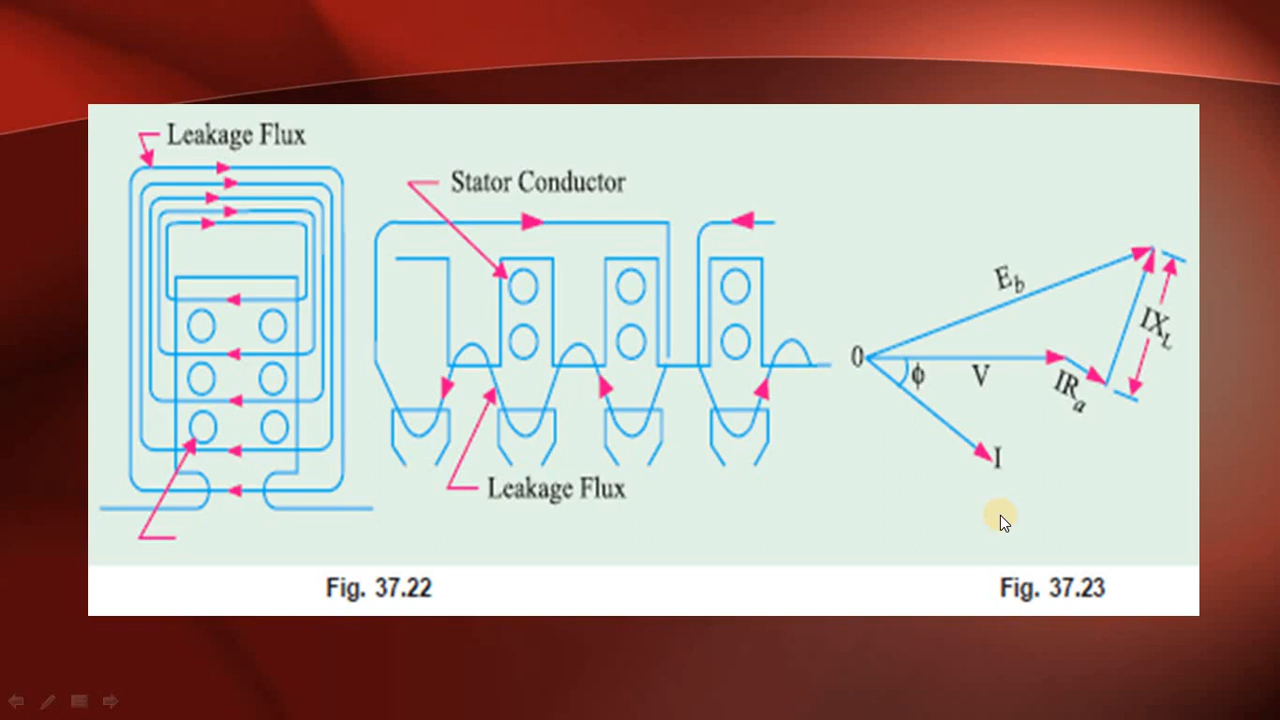 Leakage Flux
Stator Conductor
Leakage Flux
0
E_b
V
ϕ
I
IR_a
IX_L
Fig. 37.22
Fig. 37.23